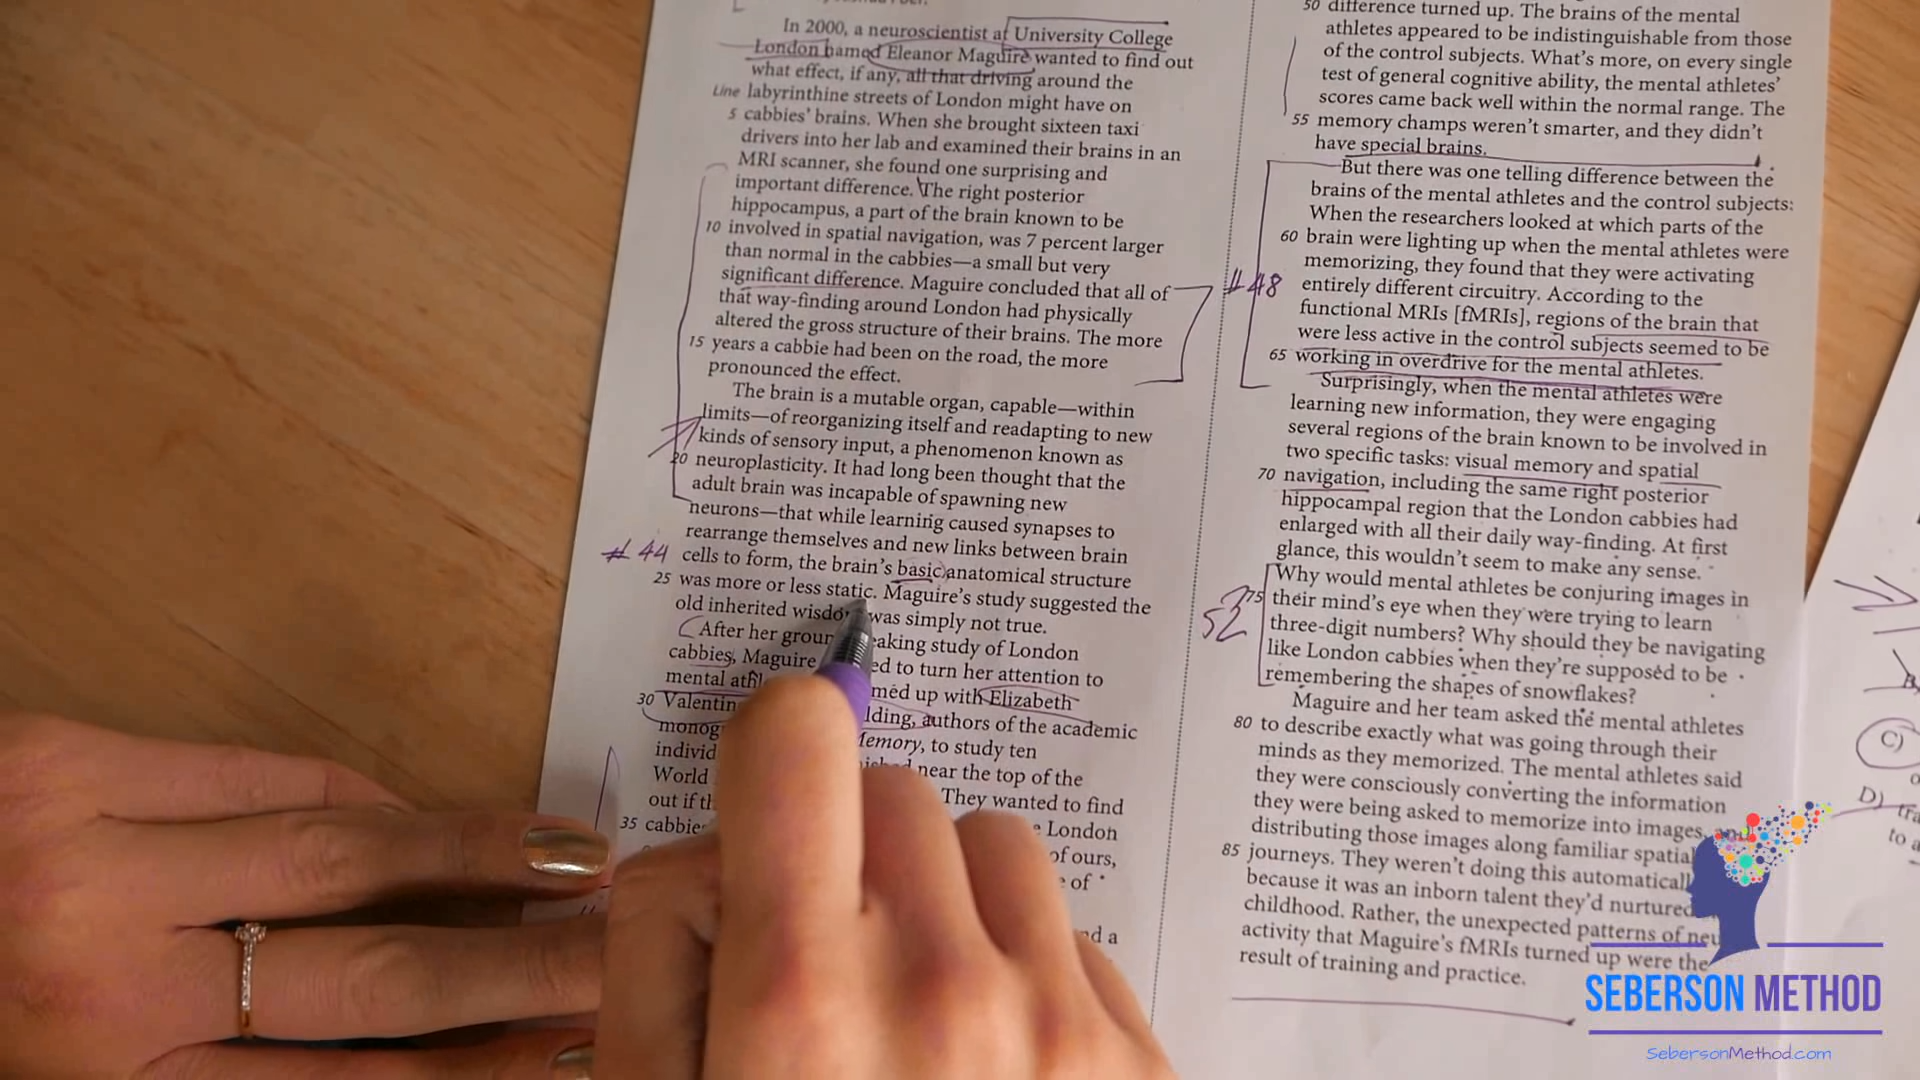 In 2000, a neuroscientist at University College
London named Eleanor Maguire wanted to find out
what effect, if any, all that driving around the
Line labyrinthine streets of London might have on
5 cabbies' brains. When she brought sixteen taxi
drivers into her lab and examined their brains in an
MRI scanner, she found one surprising and
important difference. The right posterior
hippocampus, a part of the brain known to be
10 involved in spatial navigation, was 7 percent larger
than normal in the cabbies—a small but very
significant difference. Maguire concluded that all of
that way-finding around London had physically
altered the gross structure of their brains. The more
15 years a cabbie had been on the road, the more
pronounced the effect.
The brain is a mutable organ, capable—within
limits—of reorganizing itself and readapting to new
kinds of sensory input, a phenomenon known as
20 neuroplasticity. It had long been thought that the
adult brain was incapable of spawning new
neurons—that while learning caused synapses to
rearrange themselves and new links between brain
# 44 cells to form, the brain's basic anatomical structure
25 was more or less static. Maguire's study suggested the
old inherited wisdom was simply not true.
After her aking study of London
cabbies, Maguire ed to turn her attention to
mental med up with Elizabeth
30 Valentin lding, authors of the academic
monog Memory, to study ten
individ near the top of the
World They wanted to find
out if th London
35 cabbie of ours,
of
nd a
50 difference turned up. The brains of the mental
athletes appeared to be indistinguishable from those
of the control subjects. What's more, on every single
test of general cognitive ability, the mental athletes'
scores came back well within the normal range. The
55 memory champs weren't smarter, and they didn't
have special brains.
But there was one telling difference between the
brains of the mental athletes and the control subjects:
When the researchers looked at which parts of the
60 brain were lighting up when the mental athletes were
memorizing, they found that they were activating
# 48 entirely different circuitry. According to the
functional MRIs [fMRIs], regions of the brain that
were less active in the control subjects seemed to be
65 working in overdrive for the mental athletes.
Surprisingly, when the mental athletes were
learning new information, they were engaging
several regions of the brain known to be involved in
two specific tasks: visual memory and spatial
70 navigation, including the same right posterior
hippocampal region that the London cabbies had
enlarged with all their daily way-finding. At first
glance, this wouldn't seem to make any sense.
Why would mental athletes be conjuring images in
75 their mind's eye when they were trying to learn
52 three-digit numbers? Why should they be navigating
like London cabbies when they're supposed to be
remembering the shapes of snowflakes?
Maguire and her team asked the mental athletes
80 to describe exactly what was going through their
minds as they memorized. The mental athletes said
they were consciously converting the information
they were being asked to memorize into images, and
distributing those images along familiar spatial
85 journeys. They weren't doing this automaticall
because it was an inborn talent they'd nurtured
childhood. Rather, the unexpected patterns of neu
activity that Maguire's fMRIs turned up were the
result of training and practice.
C)
D) tra
to a
SEBERSON METHOD
SebersonMethod.com